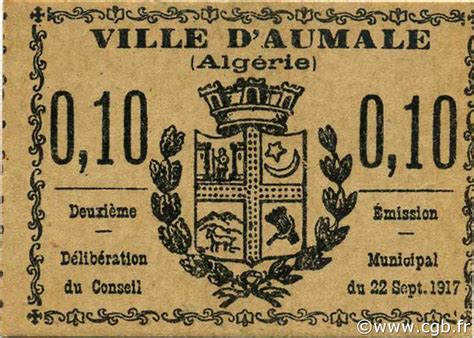 VILLE D'AUMALE
(Algérie)
0,10 0,10
Deuxième Émission
Délibération Municipal
du Conseil du 22 Sept. 1917
©www.cgb.fr